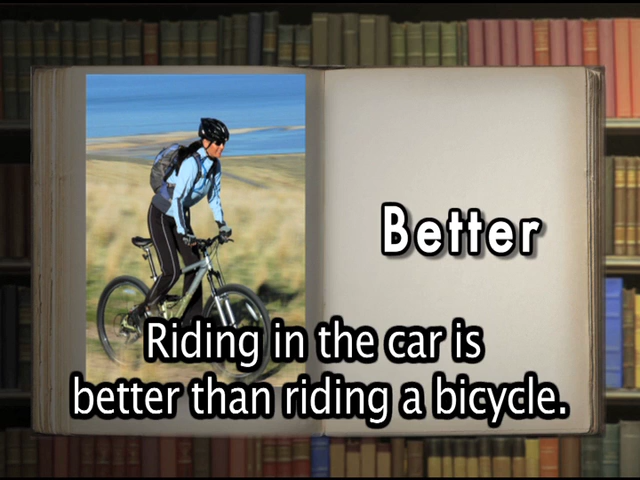 Better
Riding in the car is
better than riding a bicycle.